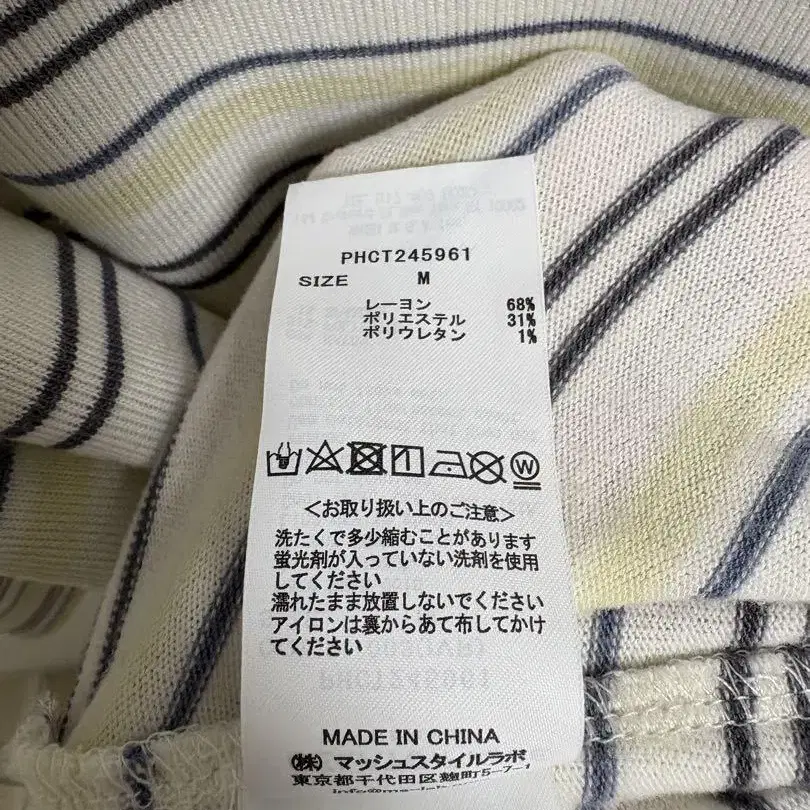 PHCT245961
SIZE M
レーヨン 68%
ポリエステル 31%
ポリウレタン 1%
W
<お取り扱い上のご注意>
洗たくで多少縮むことがあります
蛍光剤が入っていない洗剤を使用
してください
濡れたまま放置しないでください
アイロンは裏からあて布してかけ
てください
MADE IN CHINA
(株)マッシュスタイルラボ
東京都千代田区麹町5-7-1